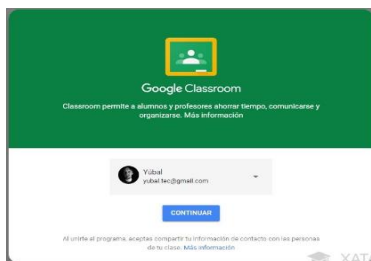 Google Classroom
Classroom permite a alumnos y profesores ahorrar tiempo, comunicarse y
organizarse. Más información
Yúbal
yubal.tec@gmail.com
CONTINUAR
Al unirte al programa, aceptas compartir tu información de contacto con las personas
de tu clase. Más información
XATA